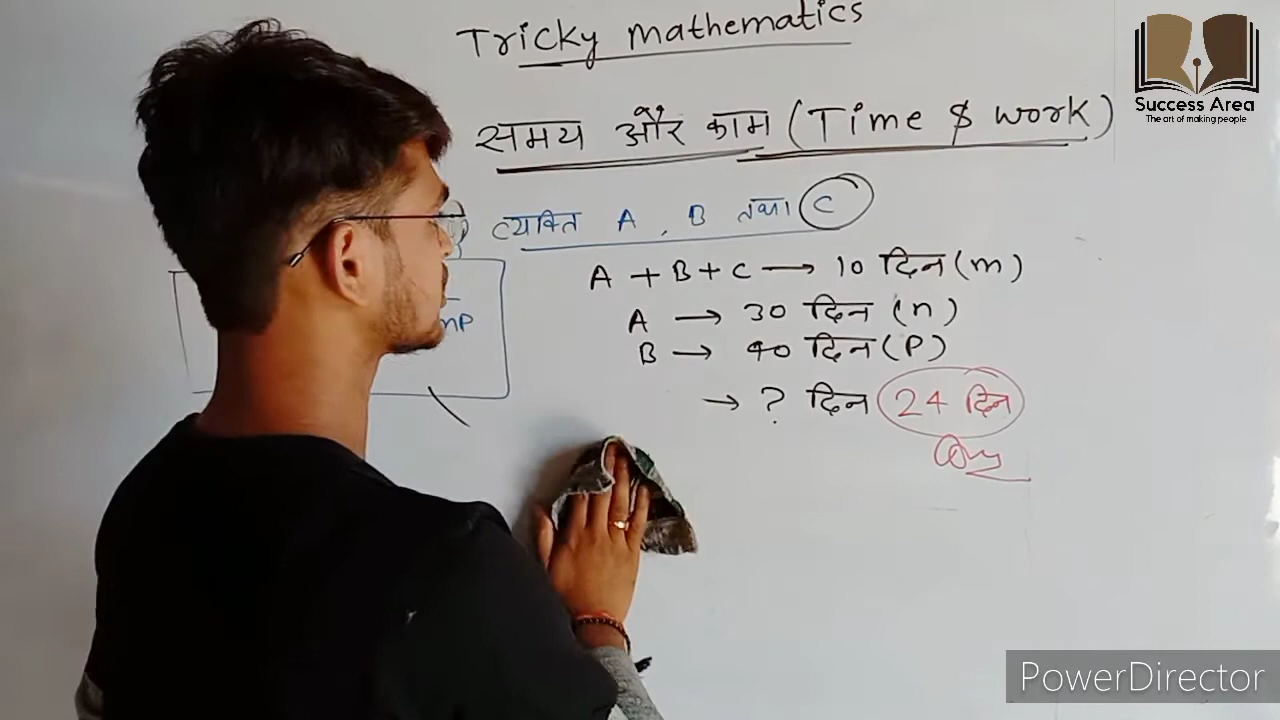 Tricky mathematics
Success Area
The art of making people
समय और काम (Time & work)
व्यक्ति A, B तथा C
A + B + C → 10 दिन (m)
A → 30 दिन (n)
mnp
B → 40 दिन (P)
→ ? दिन 24 दिन
PowerDirector